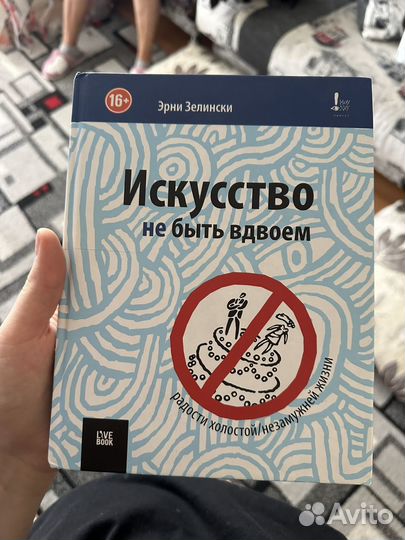 16+
Эрни Зелински
Искусство
не быть вдвоем
радости холостой/незамужней жизни
LIVE
BOOK
Avito